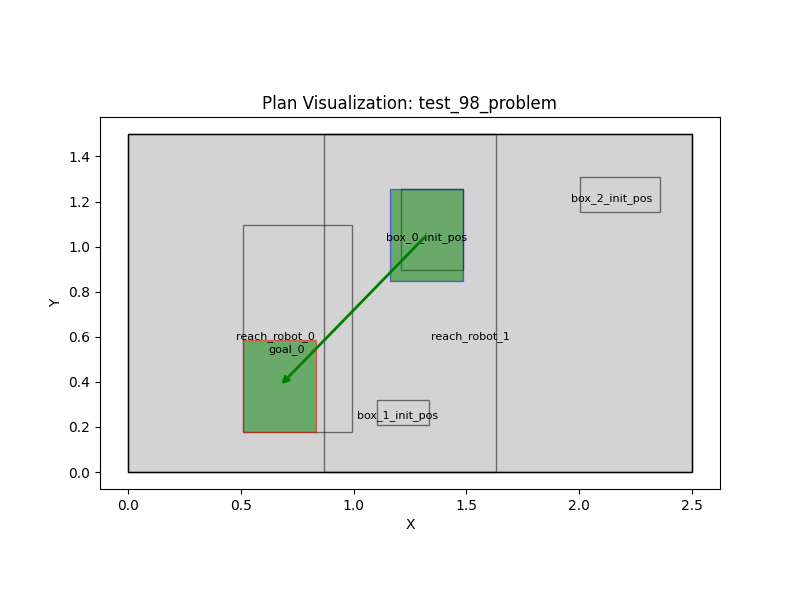 Plan Visualization: test_98_problem
1.4
1.2
1.0
0.8
0.6
0.4
0.2
0.0
Y
box_2_init_pos
box_0_init_pos
reach_robot_0
reach_robot_1
goal_0
box_1_init_pos
0.0 0.5 1.0 1.5 2.0 2.5
X